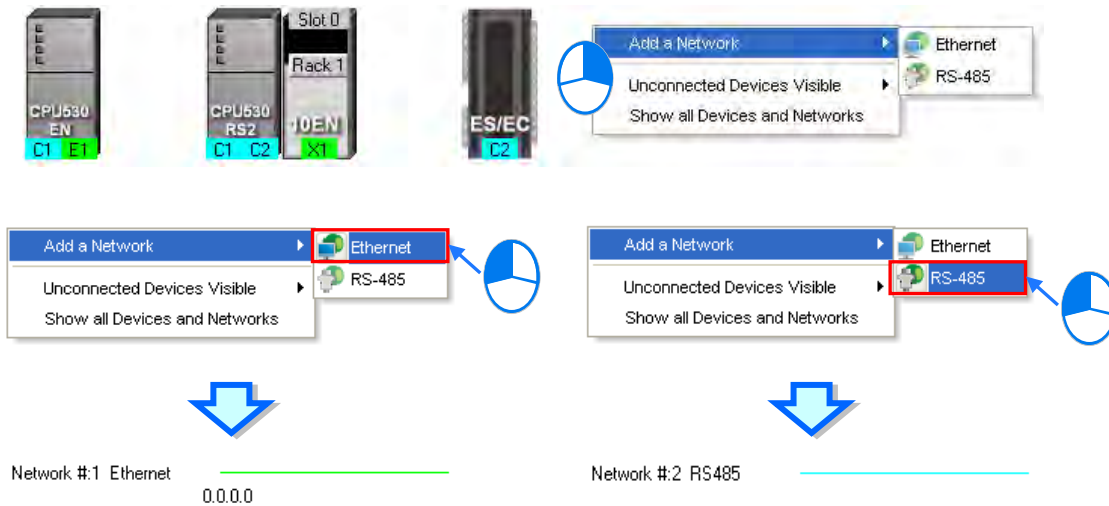 Slot 0
Rack 1
CPU530
EN
C1 E1
CPU530
RS2
C1 C2
10EN
X1
ES/EC
C2
Add a Network
Ethernet
RS-485
Unconnected Devices Visible
Show all Devices and Networks
Add a Network
Ethernet
RS-485
Unconnected Devices Visible
Show all Devices and Networks
Add a Network
Ethernet
RS-485
Unconnected Devices Visible
Show all Devices and Networks
Network #:1 Ethernet
0.0.0.0
Network #:2 RS485